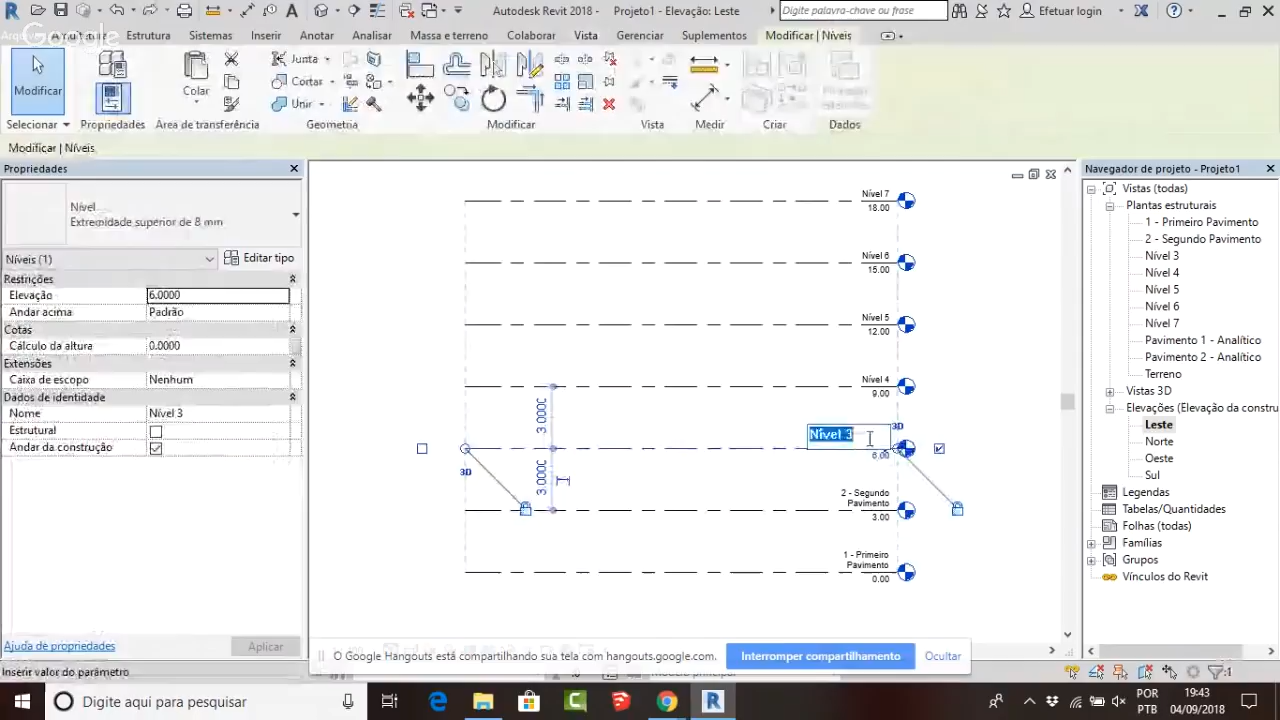 Autodesk Revit 2018 - Projeto1 - Elevação: Leste
Digite palavra-chave ou frase
Efetuar login
Google
Estrutura
Sistemas
Inserir
Anotar
Analisar
Massa e terreno
Colaborar
Vista
Gerenciar
Suplementos
Modificar | Níveis
Modificar
Colar
Junta
Cortar
Unir
Selecionar
Propriedades
Área de transferência
Geometria
Modificar
Vista
Medir
Criar
Dados
Modificar | Níveis
Propriedades
Nível
Extremidade superior de 8 mm
Níveis (1)
Editar tipo
Restrições
Elevação
6.0000
Andar acima
Padrão
Cotas
Cálculo da altura
0.0000
Extensões
Caixa de escopo
Nenhum
Dados de identidade
Nome
Nível 3
Estrutural
Andar da construção
Ajuda de propriedades
Aplicar
Inserir valor do parâmetro
Nível 7
18.00
Nível 6
15.00
Nível 5
12.00
Nível 4
9.00
3.0000
Nível 3
3D
6.00
3D
3.0000
2 - Segundo
Pavimento
3.00
1 - Primeiro
Pavimento
0.00
Navegador de projeto - Projeto1
Vistas (todas)
Plantas estruturais
1 - Primeiro Pavimento
2 - Segundo Pavimento
Nível 3
Nível 4
Nível 5
Nível 6
Nível 7
Pavimento 1 - Analítico
Pavimento 2 - Analítico
Terreno
Vistas 3D
Elevações (Elevação da constru
Leste
Norte
Oeste
Sul
Legendas
Tabelas/Quantidades
Folhas (todas)
Famílias
Grupos
Vínculos do Revit
O Google Hangouts está compartilhando sua tela com hangouts.google.com.
Interromper compartilhamento
Ocultar
:1
Digite aqui para pesquisar
POR
PTB
19:43
04/09/2018